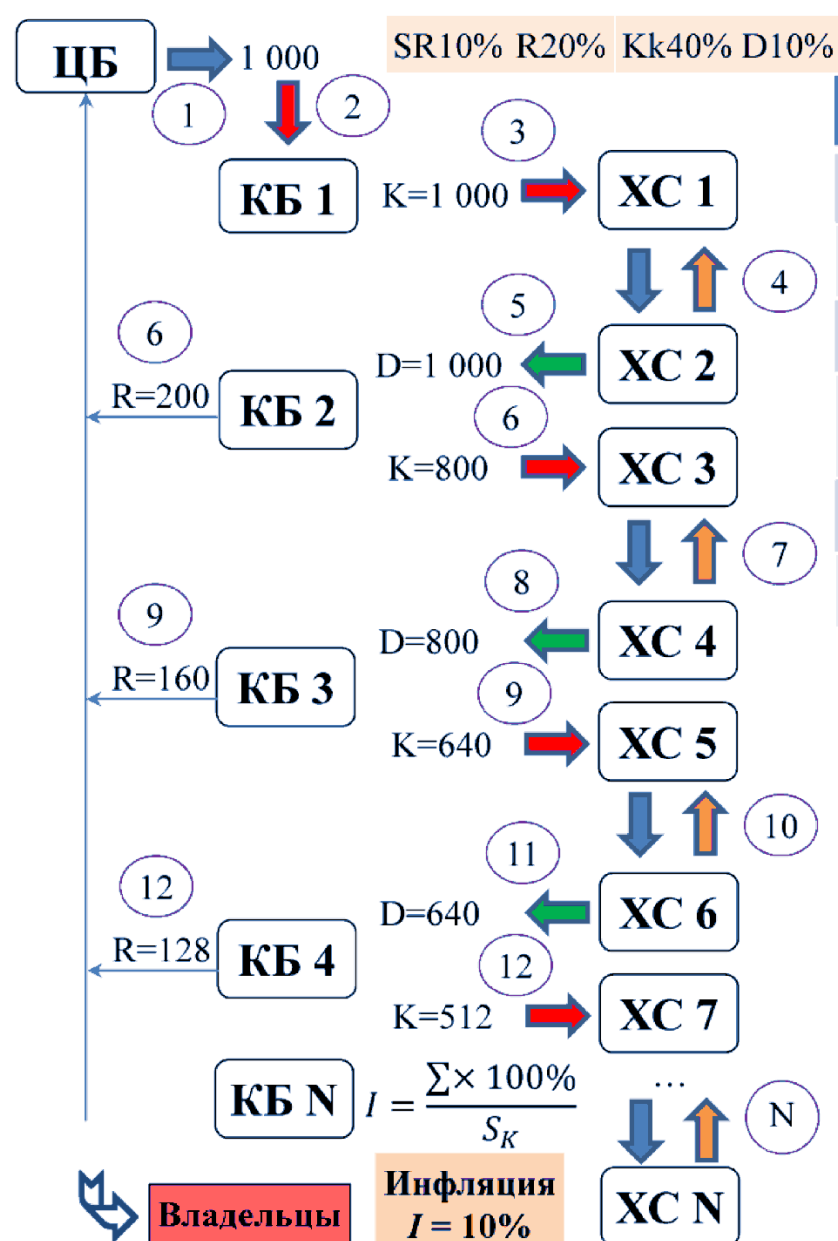 ЦБ
1 000
SR10% R20% Kk40% D10%
1
2
3
КБ 1
K=1 000
ХС 1
4
5
6
D=1 000
ХС 2
R=200
КБ 2
6
K=800
ХС 3
7
8
9
D=800
ХС 4
R=160
КБ 3
9
K=640
ХС 5
10
11
12
D=640
ХС 6
R=128
КБ 4
12
K=512
ХС 7
...
КБ N
I = ∑× 100% / S_K
N
Владельцы
Инфляция
I = 10%
ХС N